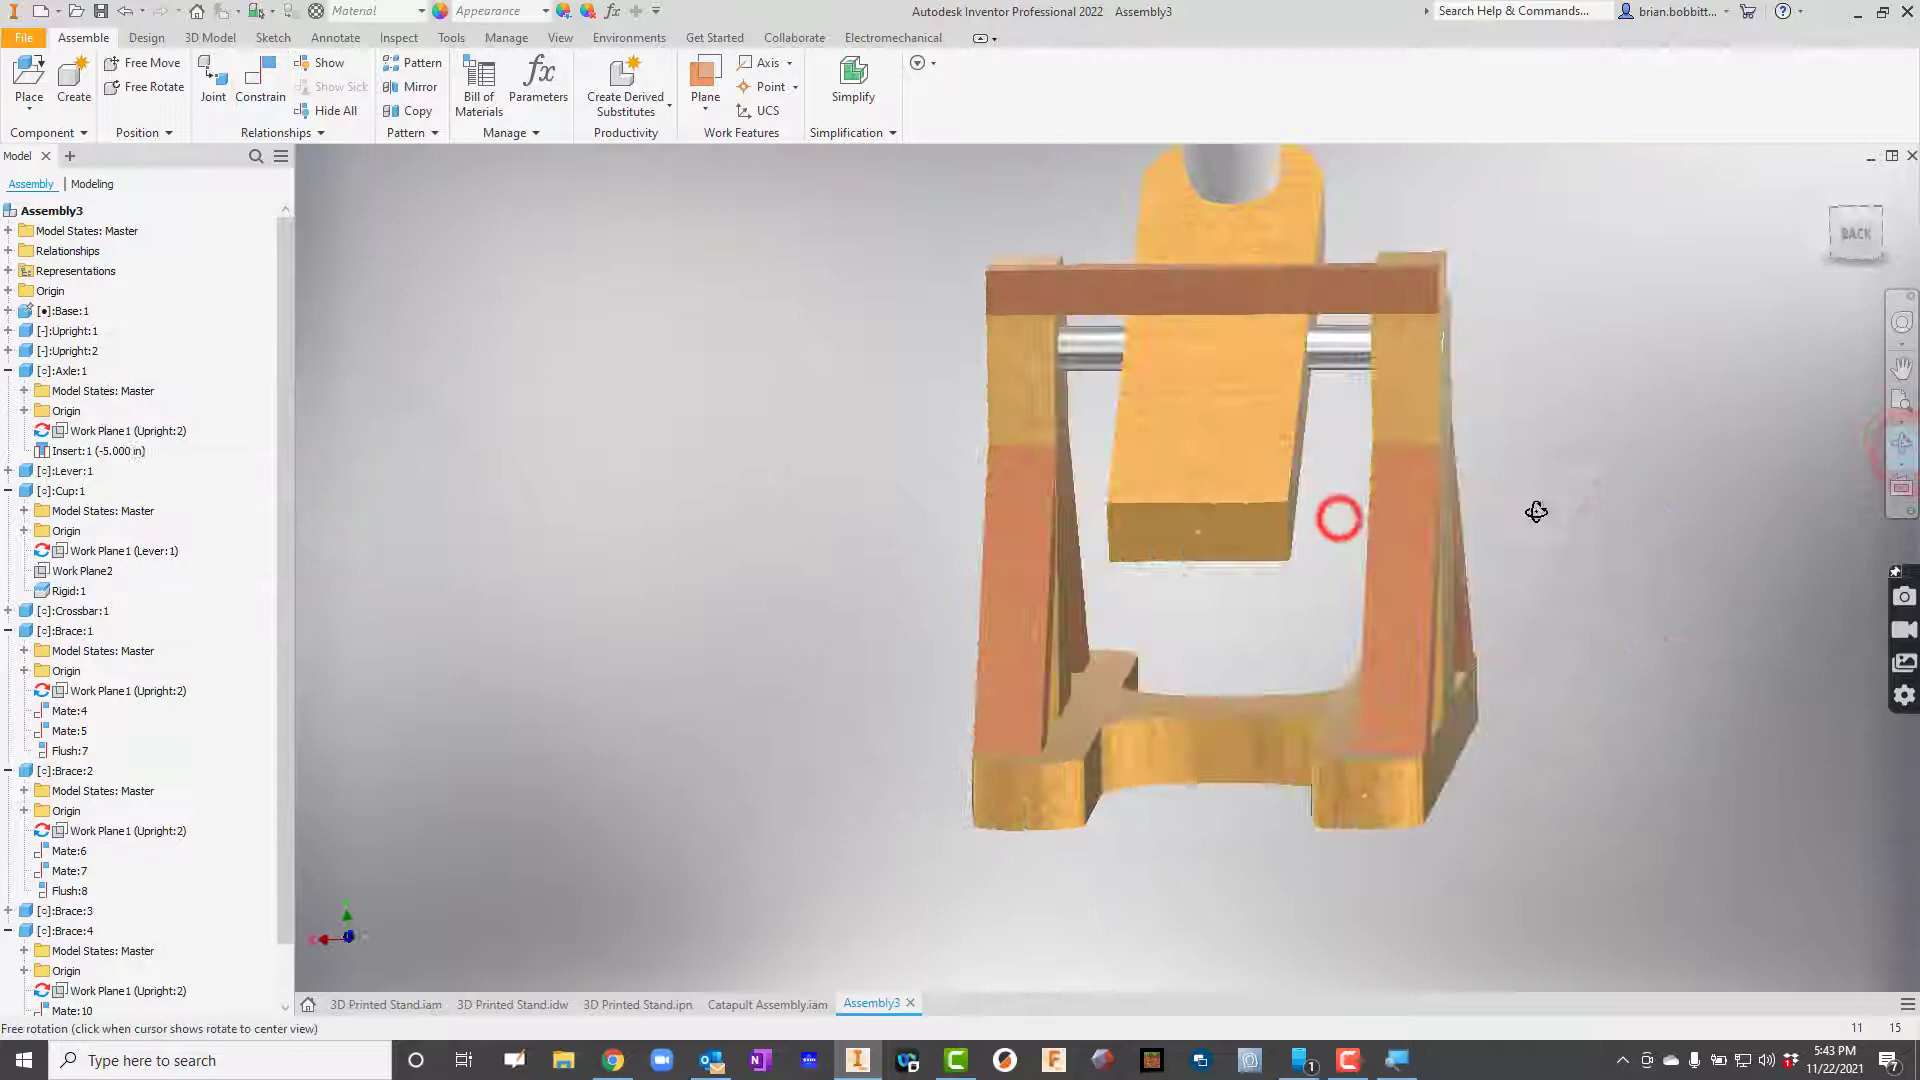 Material
Appearance
Autodesk Inventor Professional 2022 Assembly3
Search Help & Commands...
brian.bobbitt...
File
Assemble
Design
3D Model
Sketch
Annotate
Inspect
Tools
Manage
View
Environments
Get Started
Collaborate
Electromechanical
Place
Create
Free Move
Free Rotate
Joint
Constrain
Show
Show Sick
Hide All
Pattern
Mirror
Copy
Bill of Materials
fx
Parameters
Create Derived Substitutes
Plane
Axis
Point
UCS
Simplify
Component
Position
Relationships
Pattern
Manage
Productivity
Work Features
Simplification
Model
Assembly
Modeling
Assembly3
Model States: Master
Relationships
Representations
Origin
[●]:Base:1
[-]:Upright:1
[-]:Upright:2
[○]:Axle:1
Model States: Master
Origin
Work Plane1 (Upright:2)
Insert:1 (-5.000 in)
[○]:Lever:1
[○]:Cup:1
Model States: Master
Origin
Work Plane1 (Lever:1)
Work Plane2
Rigid:1
[○]:Crossbar:1
[○]:Brace:1
Model States: Master
Origin
Work Plane1 (Upright:2)
Mate:4
Mate:5
Flush:7
[○]:Brace:2
Model States: Master
Origin
Work Plane1 (Upright:2)
Mate:6
Mate:7
Flush:8
[○]:Brace:3
[○]:Brace:4
Model States: Master
Origin
Work Plane1 (Upright:2)
Mate:10
BACK
3D Printed Stand.iam
3D Printed Stand.idw
3D Printed Stand.ipn
Catapult Assembly.iam
Assembly3
Free rotation (click when cursor shows rotate to center view)
11 15
Type here to search
5:43 PM
11/22/2021